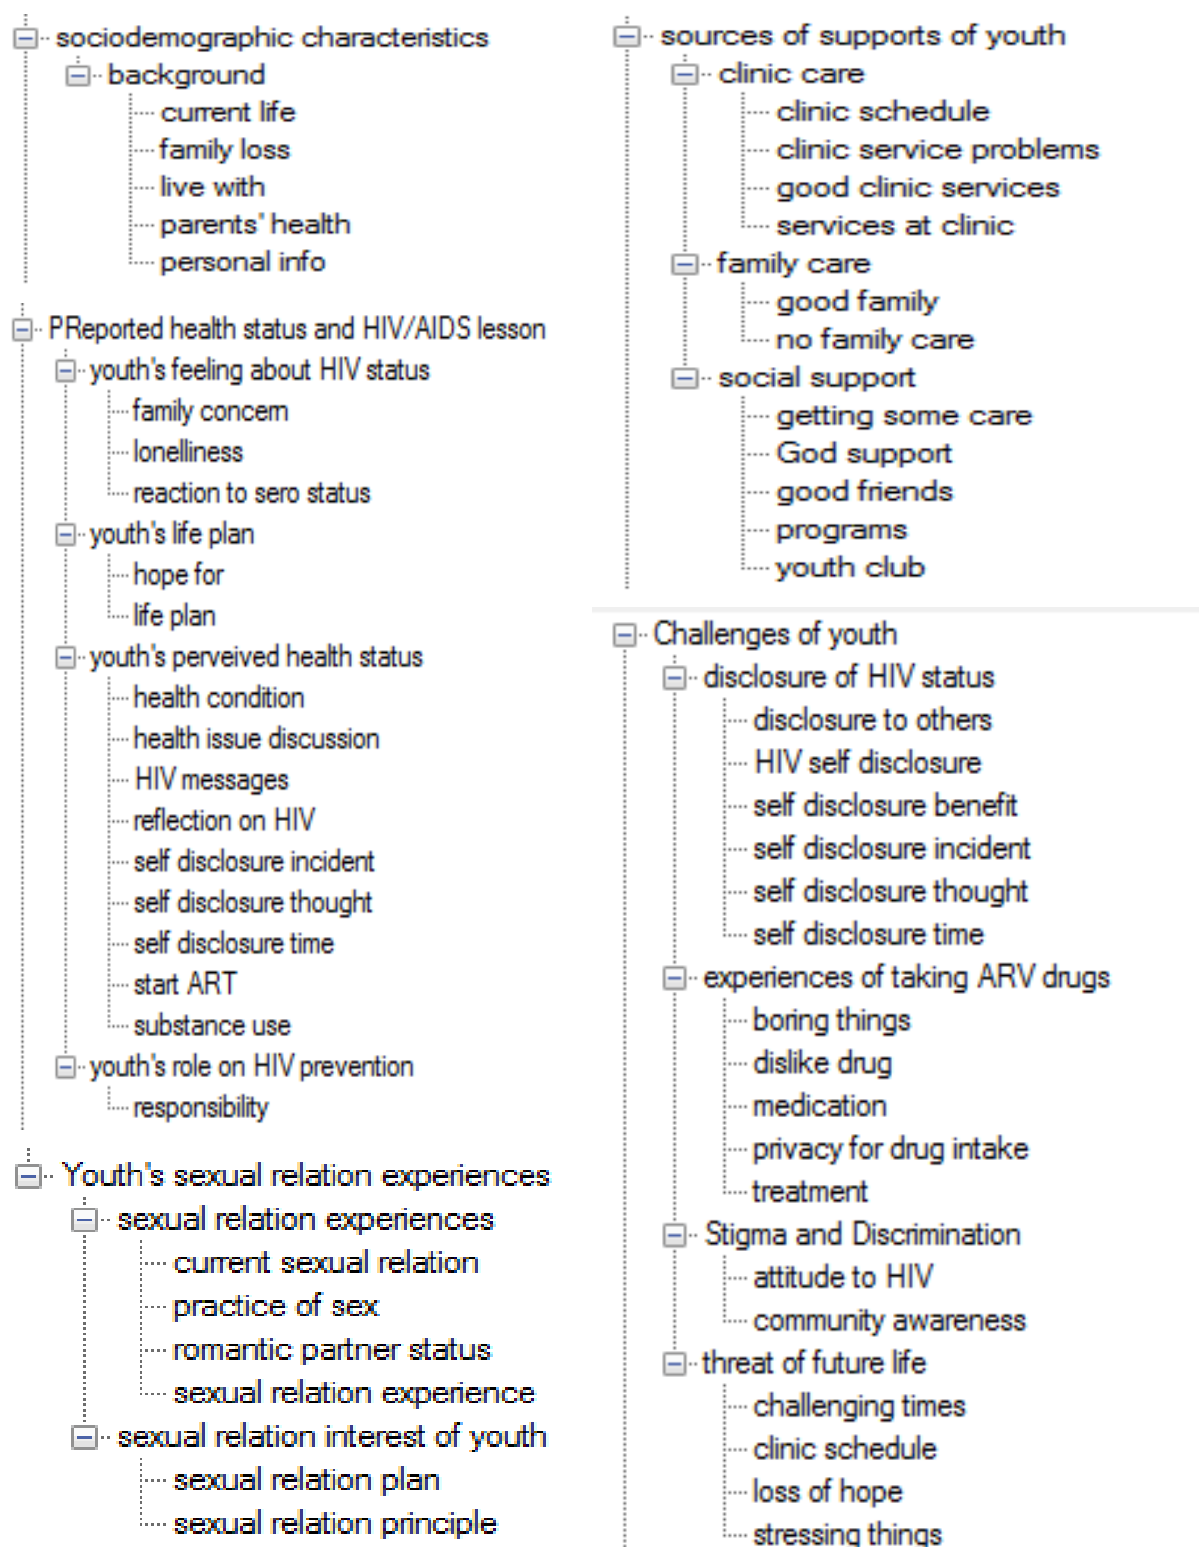 sociodemographic characteristics
background
current life
family loss
live with
parents' health
personal info
PReported health status and HIV/AIDS lesson
youth's feeling about HIV status
family concern
lonelliness
reaction to sero status
youth's life plan
hope for
life plan
youth's perveived health status
health condition
health issue discussion
HIV messages
reflection on HIV
self disclosure incident
self disclosure thought
self disclosure time
start ART
substance use
youth's role on HIV prevention
responsibility
Youth's sexual relation experiences
sexual relation experiences
current sexual relation
practice of sex
romantic partner status
sexual relation experience
sexual relation interest of youth
sexual relation plan
sexual relation principle
sources of supports of youth
clinic care
clinic schedule
clinic service problems
good clinic services
services at clinic
family care
good family
no family care
social support
getting some care
God support
good friends
programs
youth club
Challenges of youth
disclosure of HIV status
disclosure to others
HIV self disclosure
self disclosure benefit
self disclosure incident
self disclosure thought
self disclosure time
experiences of taking ARV drugs
boring things
dislike drug
medication
privacy for drug intake
treatment
Stigma and Discrimination
attitude to HIV
community awareness
threat of future life
challenging times
clinic schedule
loss of hope
stressing things